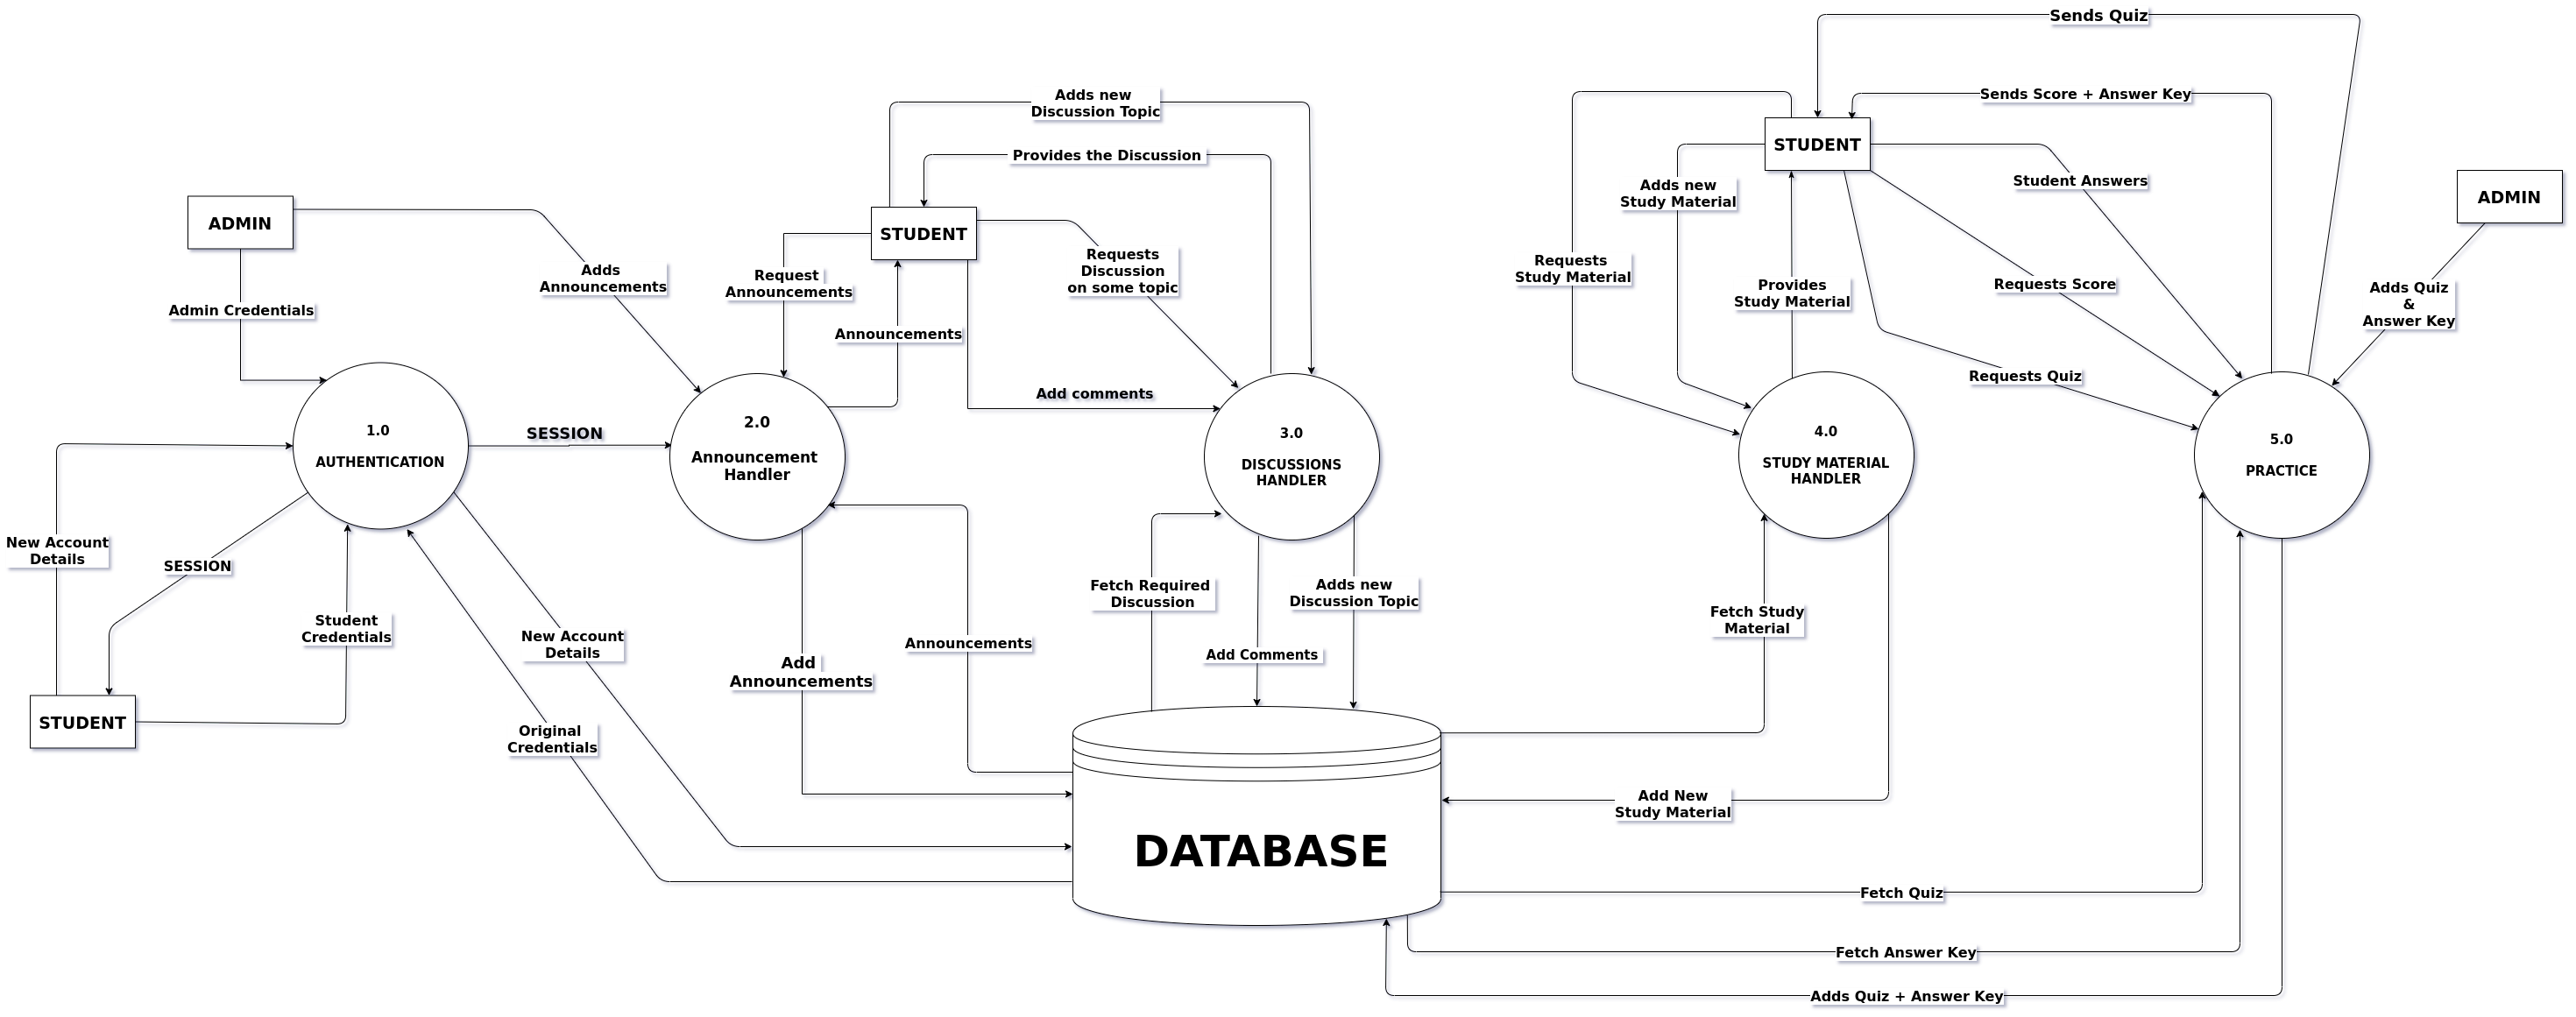 Sends Quiz
Adds new
Discussion Topic
Sends Score + Answer Key
Provides the Discussion
STUDENT
Student Answers
Adds new
Study Material
ADMIN
ADMIN
STUDENT
Requests
Discussion
on some topic
Requests
Study Material
Adds
Announcements
Request
Announcements
Provides
Study Material
Requests Score
Adds Quiz
&
Answer Key
Admin Credentials
Announcements
Requests Quiz
Add comments
1.0
AUTHENTICATION
SESSION
2.0
Announcement
Handler
3.0
DISCUSSIONS
HANDLER
4.0
STUDY MATERIAL
HANDLER
5.0
PRACTICE
New Account
Details
SESSION
Student
Credentials
New Account
Details
Fetch Required
Discussion
Adds new
Discussion Topic
Fetch Study
Material
Announcements
Add Comments
Add
Announcements
STUDENT
Original
Credentials
Add New
Study Material
DATABASE
Fetch Quiz
Fetch Answer Key
Adds Quiz + Answer Key